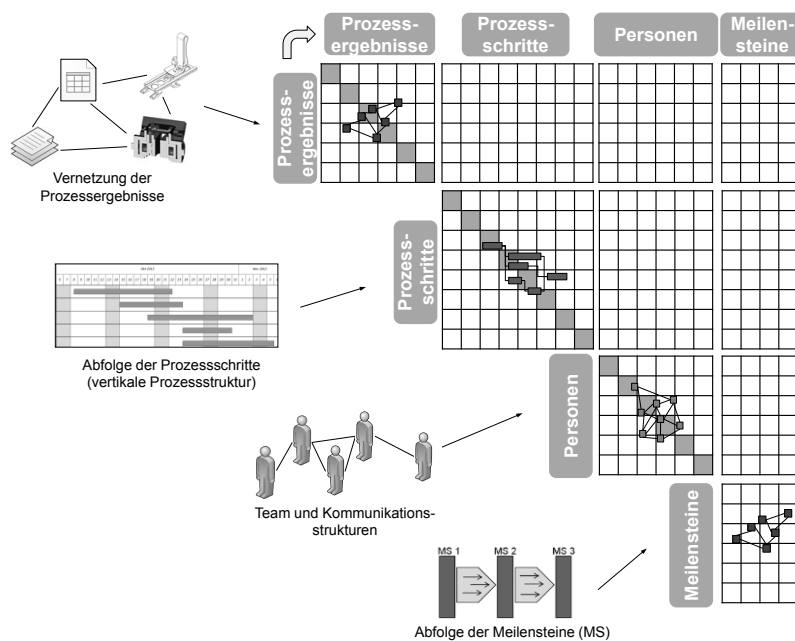 Prozess-
ergebnisse
Prozess-
schritte
Personen
Meilen-
steine
Prozess-
ergebnisse
Vernetzung der
Prozessergebnisse
Prozess-
schritte
Abfolge der Prozessschritte
(vertikale Prozessstruktur)
Personen
Team und Kommunikations-
strukturen
Meilensteine
MS 1
MS 2
MS 3
Abfolge der Meilensteine (MS)